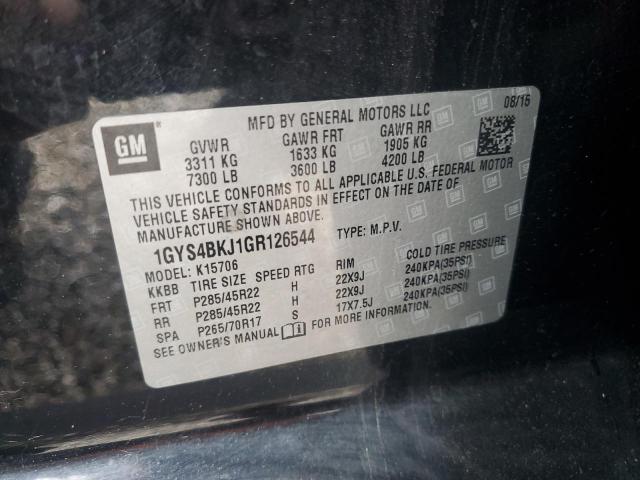 MFD BY GENERAL MOTORS LLC 08/15
GM
GVWR GAWR FRT GAWR RR
3311 KG 1633 KG 1905 KG
7300 LB 3600 LB 4200 LB
THIS VEHICLE CONFORMS TO ALL APPLICABLE U.S. FEDERAL MOTOR
VEHICLE SAFETY STANDARDS IN EFFECT ON THE DATE OF
MANUFACTURE SHOWN ABOVE.
1GYS4BKJ1GR126544 TYPE: M.P.V.
MODEL: K15706
KKBB TIRE SIZE SPEED RTG RIM COLD TIRE PRESSURE
FRT P285/45R22 H 22X9J 240KPA(35PSI)
RR P285/45R22 H 22X9J 240KPA(35PSI)
SPA P265/70R17 S 17X7.5J 240KPA(35PSI)
SEE OWNER'S MANUAL FOR MORE INFORMATION.